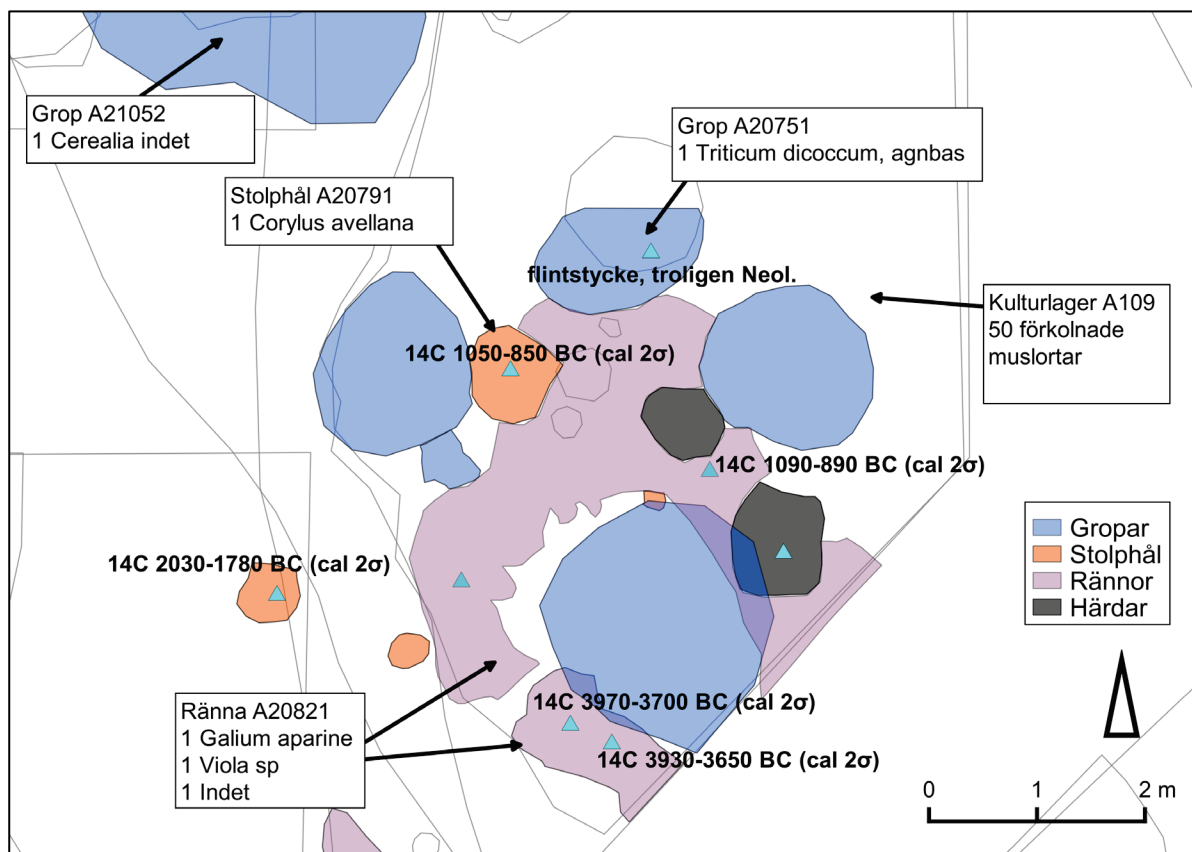 Grop A21052
1 Cerealia indet
Grop A20751
1 Triticum dicoccum, agnbas
Stolphål A20791
1 Corylus avellana
flintstycke, troligen Neol.
Kulturlager A109
50 förkolnade
muslortar
14C 1050-850 BC (cal 2σ)
14C 1090-890 BC (cal 2σ)
14C 2030-1780 BC (cal 2σ)
Gropar
Stolphål
Rännor
Härdar
Ränna A20821
1 Galium aparine
1 Viola sp
1 Indet
14C 3970-3700 BC (cal 2σ)
14C 3930-3650 BC (cal 2σ)
0 1 2 m